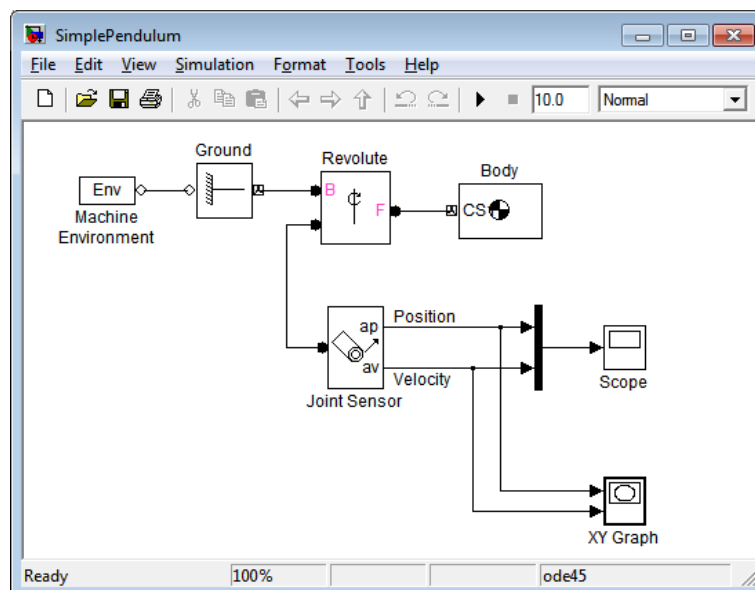 SimplePendulum
File Edit View Simulation Format Tools Help
10.0 Normal
Ground
Revolute
Body
Env
B
F
CS
Machine
Environment
ap
Position
av
Velocity
Joint Sensor
Scope
XY Graph
Ready 100% ode45